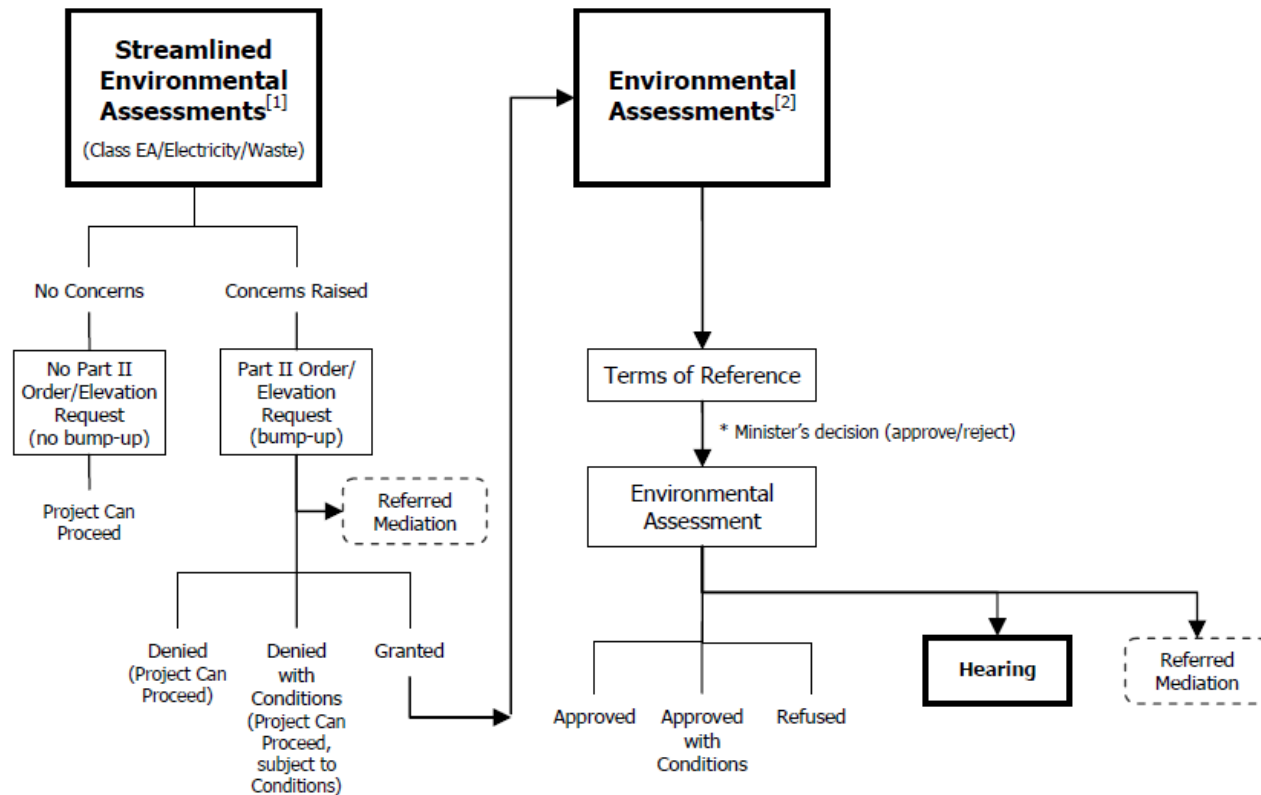 Streamlined
Environmental
Assessments[1]
(Class EA/Electricity/Waste)
No Concerns
Concerns Raised
No Part II
Order/Elevation
Request
(no bump-up)
Part II Order/
Elevation
Request
(bump-up)
Project Can
Proceed
Referred
Mediation
Denied
(Project Can
Proceed)
Denied
with
Conditions
(Project Can
Proceed,
subject to
Conditions)
Granted
Environmental
Assessments[2]
Terms of Reference
* Minister's decision (approve/reject)
Environmental
Assessment
Approved
Approved
with
Conditions
Refused
Hearing
Referred
Mediation